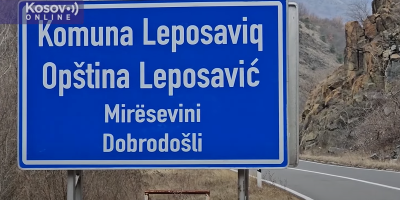 Kosovo
ONLINE
Komuna Leposaviq
Opština Leposavić
Mirësevini
Dobrodošli